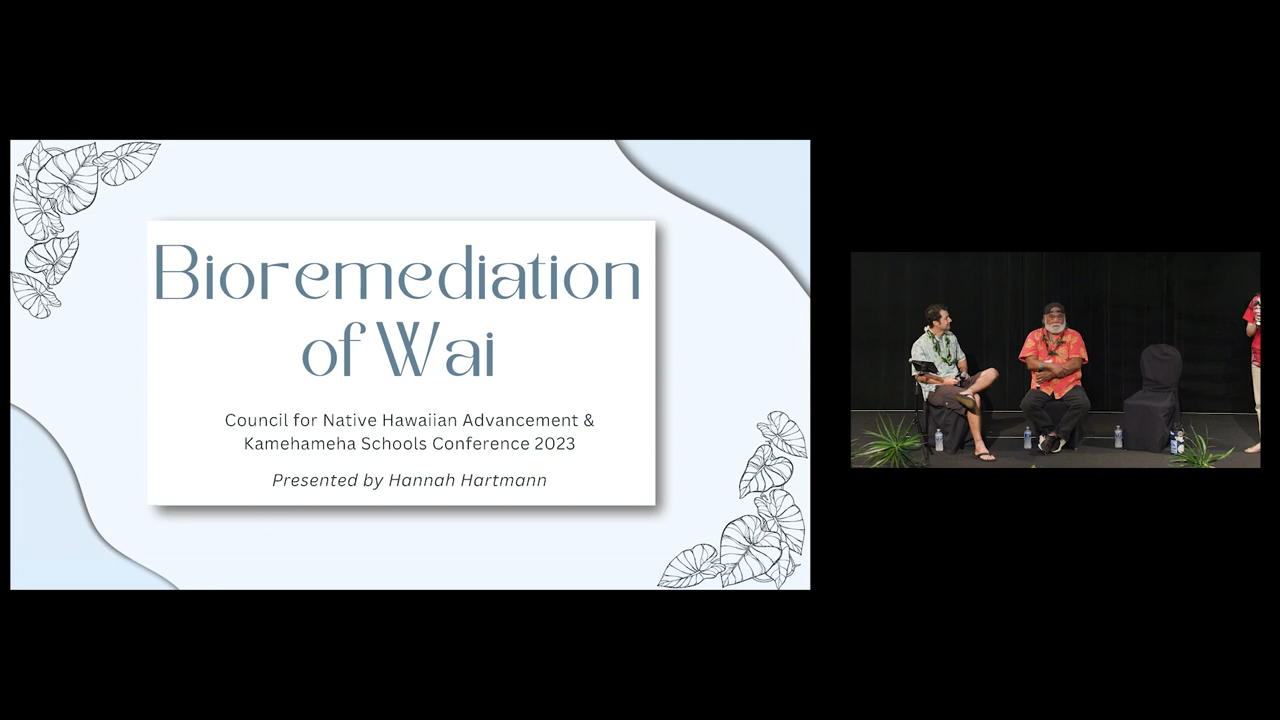 Bioremediation
of Wai
Council for Native Hawaiian Advancement &
Kamehameha Schools Conference 2023
Presented by Hannah Hartmann